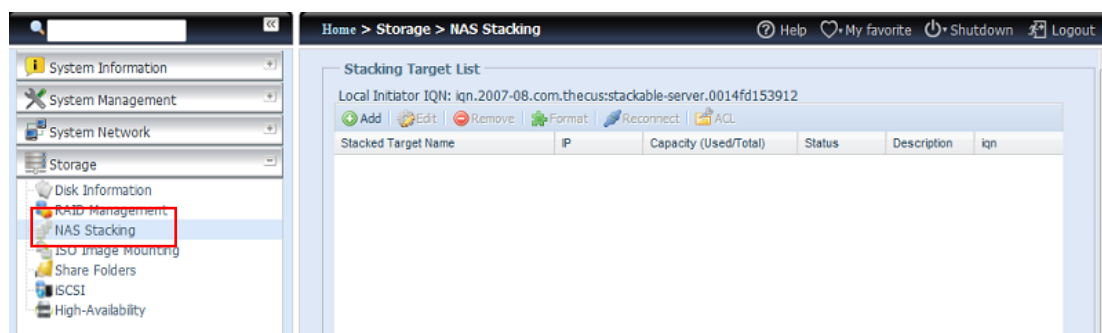 Home > Storage > NAS Stacking
Help My favorite Shutdown Logout
System Information
System Management
System Network
Storage
Disk Information
RAID Management
NAS Stacking
ISO Image Mounting
Share Folders
iSCSI
High-Availability
Stacking Target List
Local Initiator IQN: iqn.2007-08.com.thecus:stackable-server.0014fd153912
Add Edit Remove Format Reconnect ACL
Stacked Target Name IP Capacity (Used/Total) Status Description iqn